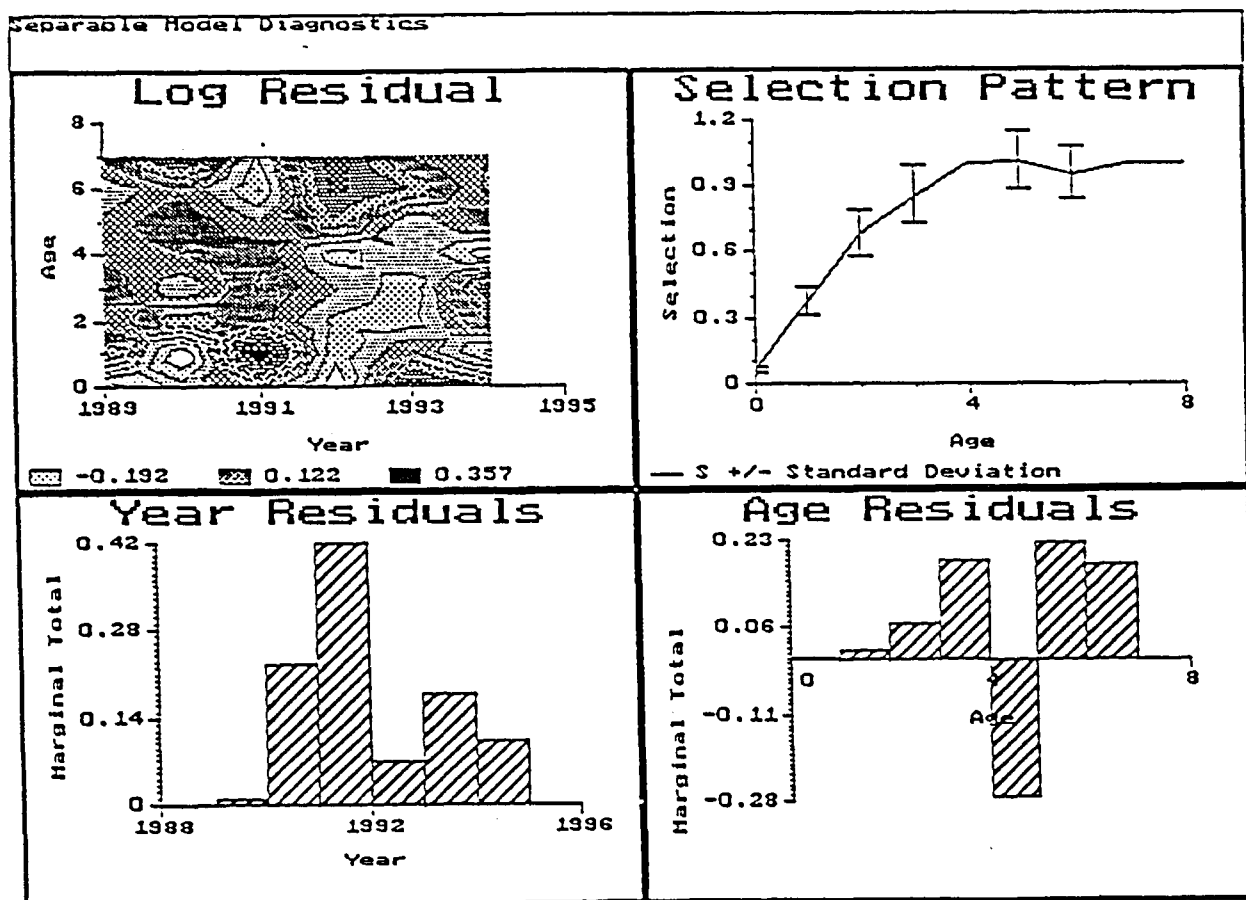 Separable Model Diagnostics
Log Residual
8
6
4
2
0
Age
1989
1991
1993
1995
Year
-0.192
0.122
0.357
Selection Pattern
1.2
0.9
0.6
0.3
0
Selection
0
4
8
Age
S +/- Standard Deviation
Year Residuals
0.42
0.28
0.14
0
Marginal Total
1988
1992
1996
Year
Age Residuals
0.23
0.06
-0.11
-0.28
Marginal Total
0
8
Age